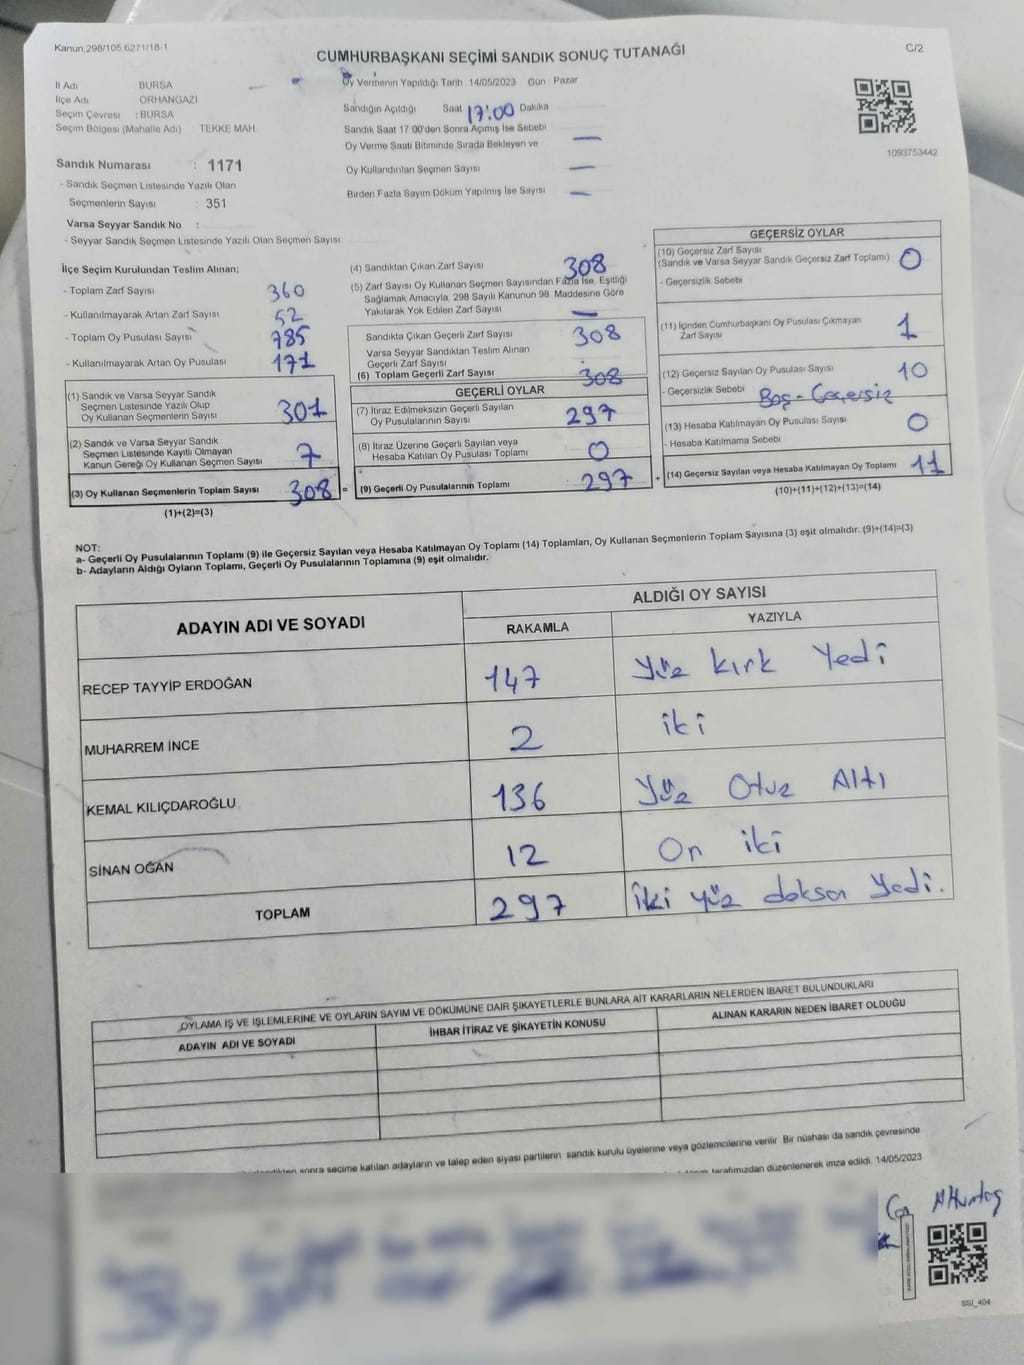 Kanun;298/105,6271/18-1
CUMHURBAŞKANI SEÇİMİ SANDIK SONUÇ TUTANAĞI
C/2
İl Adı BURSA
İlçe Adı ORHANGAZİ
Seçim Çevresi : BURSA
Seçim Bölgesi (Mahalle Adı) TEKKE MAH.
Oy Vermenin Yapıldığı Tarih 14/05/2023 Gün Pazar
Sandığın Açıldığı Saat 17:00 Dakika
Sandık Saat 17 00'den Sonra Açımış İse Sebebi
Oy Verme Saati Bitiminde Sırada Bekleyen ve —
Oy Kullandırılan Seçmen Sayısı —
Birden Fazla Sayım Döküm Yapılmış İse Sayısı —
1093753442
Sandık Numarası : 1171
- Sandık Seçmen Listesinde Yazılı Olan
Seçmenlerin Sayısı : 351
Varsa Seyyar Sandık No :
- Seyyar Sandık Seçmen Listesinde Yazılı Olan Seçmen Sayısı
İlçe Seçim Kurulundan Teslim Alınan;
- Toplam Zarf Sayısı 360
- Kullanılmayarak Artan Zarf Sayısı 52
- Toplam Oy Pusulası Sayısı 785
- Kullanılmayarak Artan Oy Pusulası 171
(1) Sandık ve Varsa Seyyar Sandık
Seçmen Listesinde Yazılı Olup
Oy Kullanan Seçmenlerin Sayısı 301
(2) Sandık ve Varsa Seyyar Sandık
Seçmen Listesinde Kayıtlı Olmayan
Kanun Gereği Oy Kullanan Seçmen Sayısı 7
(3) Oy Kullanan Seçmenlerin Toplam Sayısı 308 =
(1)+(2)=(3)
(4) Sandıktan Çıkan Zarf Sayısı 308
(5) Zarf Sayısı Oy Kullanan Seçmen Sayısından Fazla İse, Eşitliği
Sağlamak Amacıyla, 298 Sayılı Kanunun 98. Maddesine Göre
Yakılarak Yok Edilen Zarf Sayısı —
Sandıkta Çıkan Geçerli Zarf Sayısı 308
Varsa Seyyar Sandıktan Teslim Alınan
Geçerli Zarf Sayısı
(6) Toplam Geçerli Zarf Sayısı 308
GEÇERLİ OYLAR
(7) İtiraz Edilmeksizin Geçerli Sayılan
Oy Pusulasının Sayısı 297
(8) İtiraz Üzerine Geçerli Sayılan veya
Hesaba Katılan Oy Pusulası Toplamı 0
(9) Geçerli Oy Pusulalarının Toplamı 297 +
GEÇERSİZ OYLAR
(10) Geçersiz Zarf Sayısı
(Sandık ve Varsa Seyyar Sandık Geçersiz Zarf Toplamı) 0
- Geçersizlik Sebebi
(11) İçinden Cumhurbaşkanı Oy Pusulası Çıkmayan
Zarf Sayısı 1
(12) Geçersiz Sayılan Oy Pusulası Sayısı 10
- Geçersizlik Sebebi Boş - Geçersiz
(13) Hesaba Katılmayan Oy Pusulası Sayısı 0
- Hesaba Katılmama Sebebi
(14) Geçersiz Sayılan veya Hesaba Katılmayan Oy Toplamı 11
(10)+(11)+(12)+(13)=(14)
NOT:
a- Geçerli Oy Pusulalarının Toplamı (9) ile Geçersiz Sayılan veya Hesaba Katılmayan Oy Toplamı (14) Toplamları, Oy Kullanan Seçmenlerin Toplam Sayısına (3) eşit olmalıdır. (9)+(14)=(3)
b- Adayların Aldığı Oyların Toplamı, Geçerli Oy Pusulalarının Toplamına (9) eşit olmalıdır.
ADAYIN ADI VE SOYADI ALDIĞI OY SAYISI
RAKAMLA YAZIYLA
RECEP TAYYİP ERDOĞAN 147 Yüz kırk Yedi
MUHARREM İNCE 2 iki
KEMAL KILIÇDAROĞLU 136 Yüz Otuz Altı
SİNAN OĞAN 12 On iki
TOPLAM 297 iki yüz doksan Yedi.
OYLAMA İŞ VE İŞLEMLERİNE VE OYLARIN SAYIM VE DÖKÜMÜNE DAİR ŞİKAYETLERLE BUNLARA AİT KARARLARIN NELERDEN İBARET BULUNDUKLARI
ADAYIN ADI VE SOYADI İHBAR İTİRAZ VE ŞİKAYETİN KONUSU ALINAN KARARIN NEDEN İBARET OLDUĞU
sonra seçime katılan adayların ve talep eden siyasi partilerin sandık kurulu üyelerine veya gözlemcilerine verilir. Bir nüshası da sandık çevresinde
tarafımızdan düzenlenerek imza edildi. 14/05/2023
SSI_404